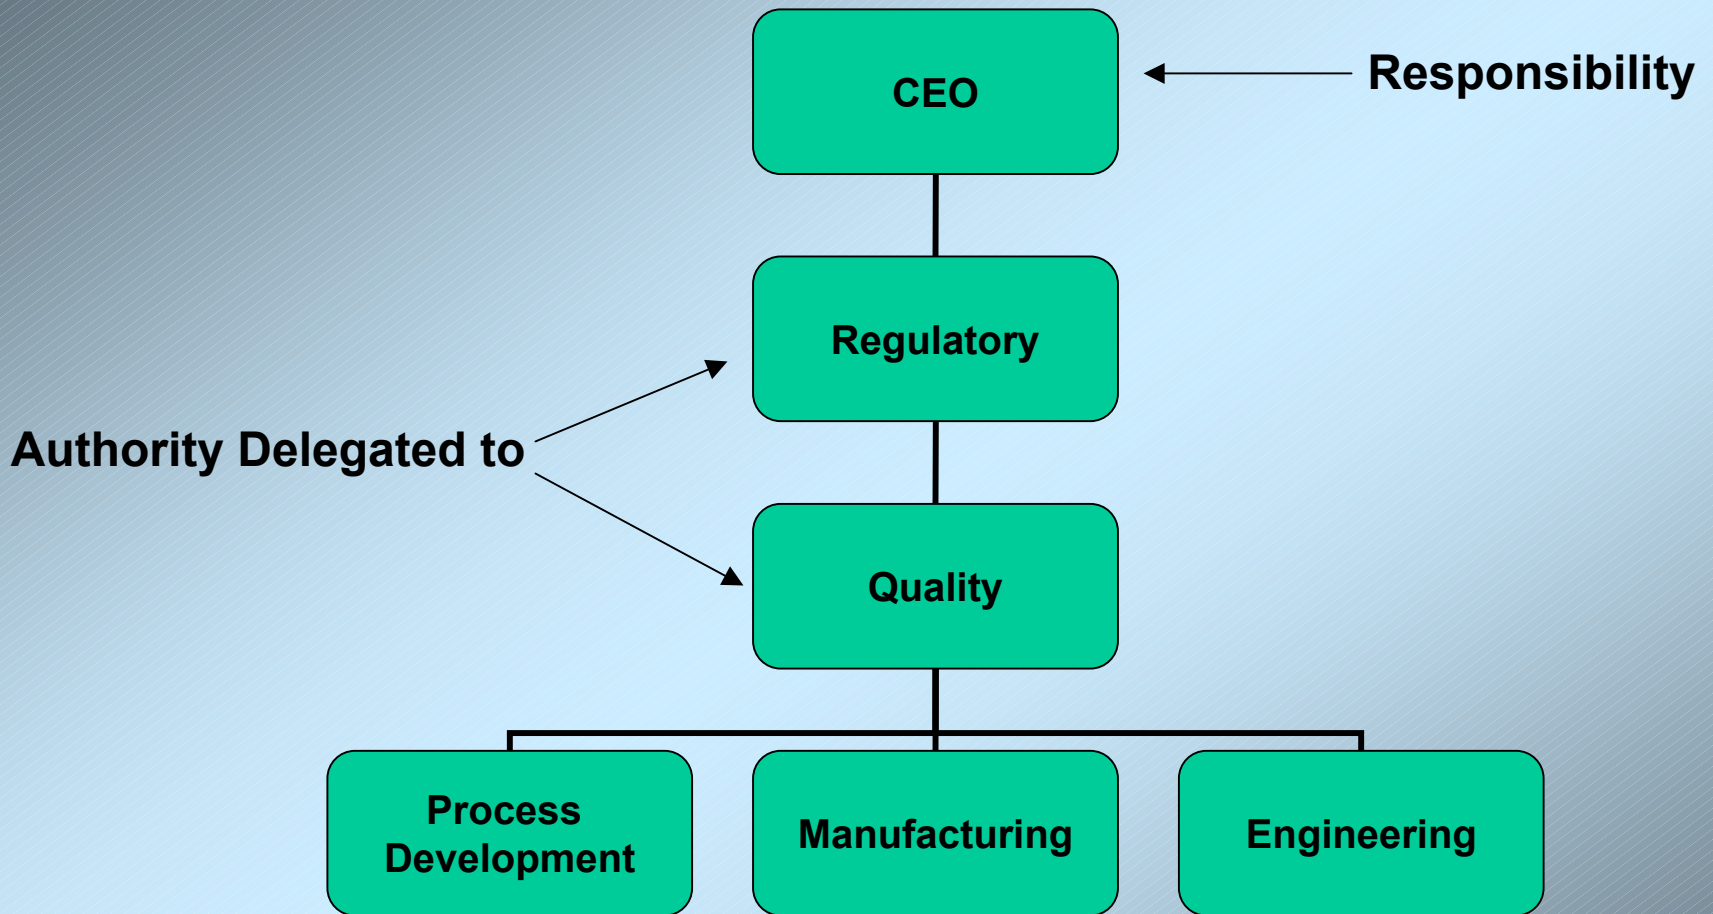 CEO
Responsibility
Regulatory
Authority Delegated to
Quality
Process
Development
Manufacturing
Engineering